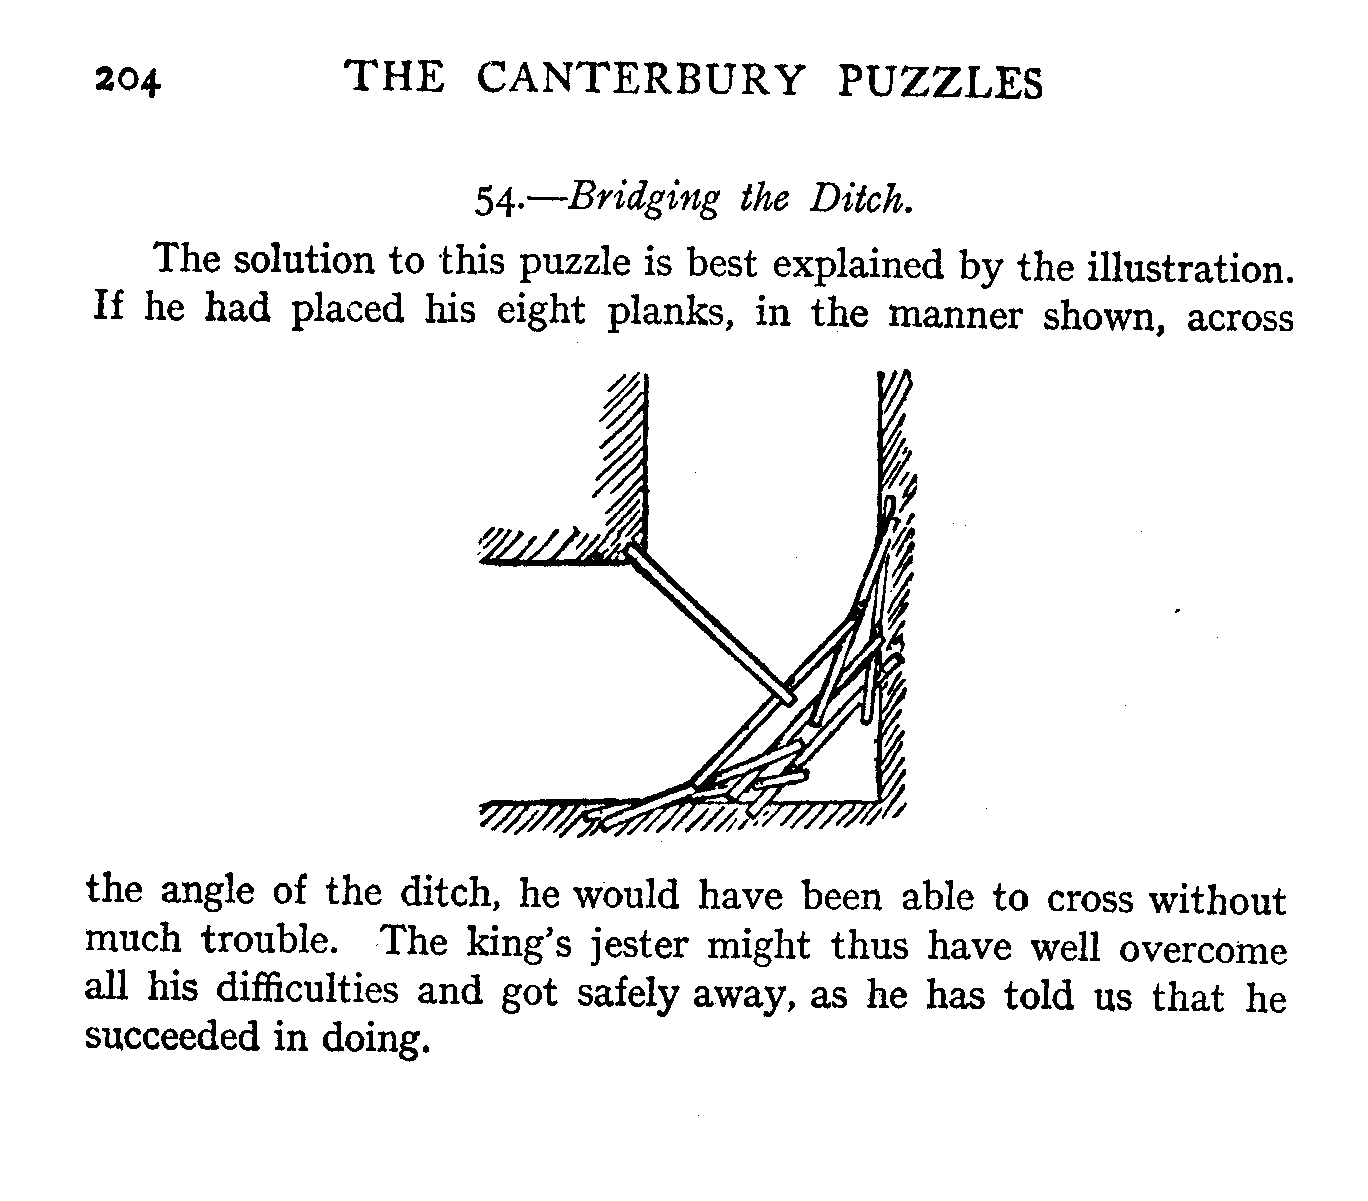 204 THE CANTERBURY PUZZLES
54.—Bridging the Ditch.
The solution to this puzzle is best explained by the illustration.
If he had placed his eight planks, in the manner shown, across
the angle of the ditch, he would have been able to cross without
much trouble. The king's jester might thus have well overcome
all his difficulties and got safely away, as he has told us that he
succeeded in doing.